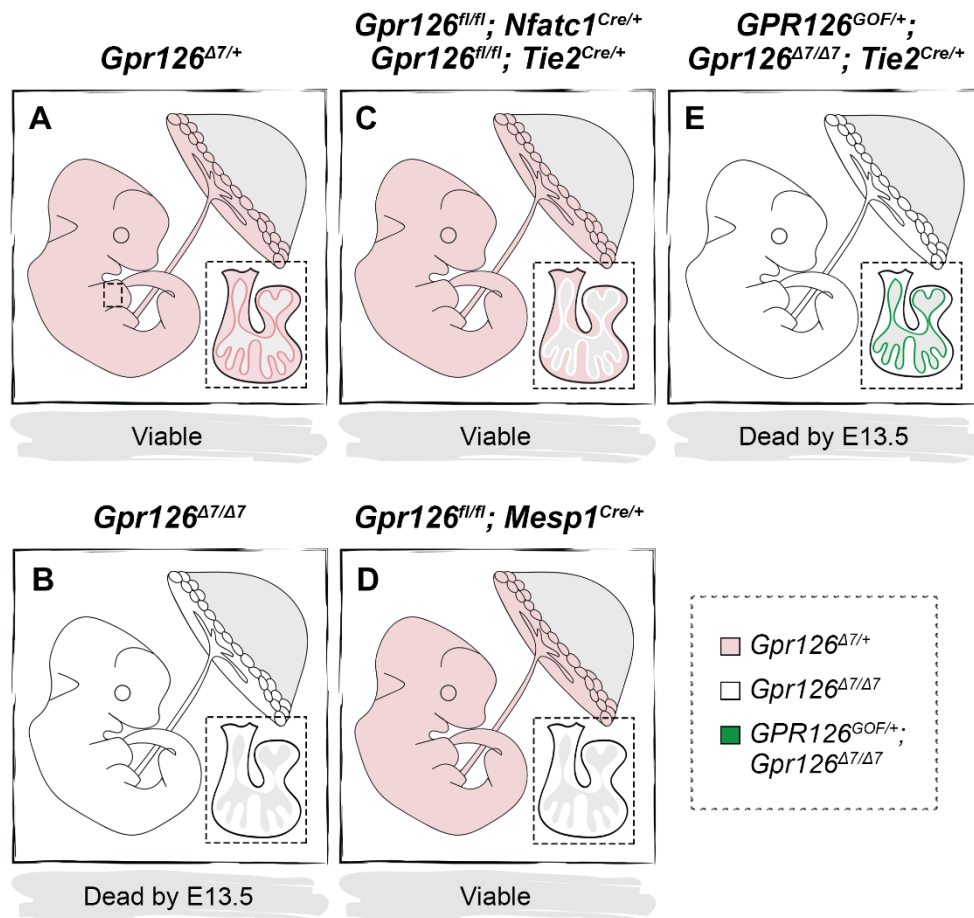 Gpr126Δ7/+
A
Viable
Gpr126fl/fl; Nfatc1Cre/+
Gpr126fl/fl; Tie2Cre/+
C
Viable
GPR126GOF/+;
Gpr126Δ7/Δ7; Tie2Cre/+
E
Dead by E13.5
Gpr126Δ7/Δ7
B
Dead by E13.5
Gpr126fl/fl; Mesp1Cre/+
D
Viable
Gpr126Δ7/+
Gpr126Δ7/Δ7
GPR126GOF/+;
Gpr126Δ7/Δ7